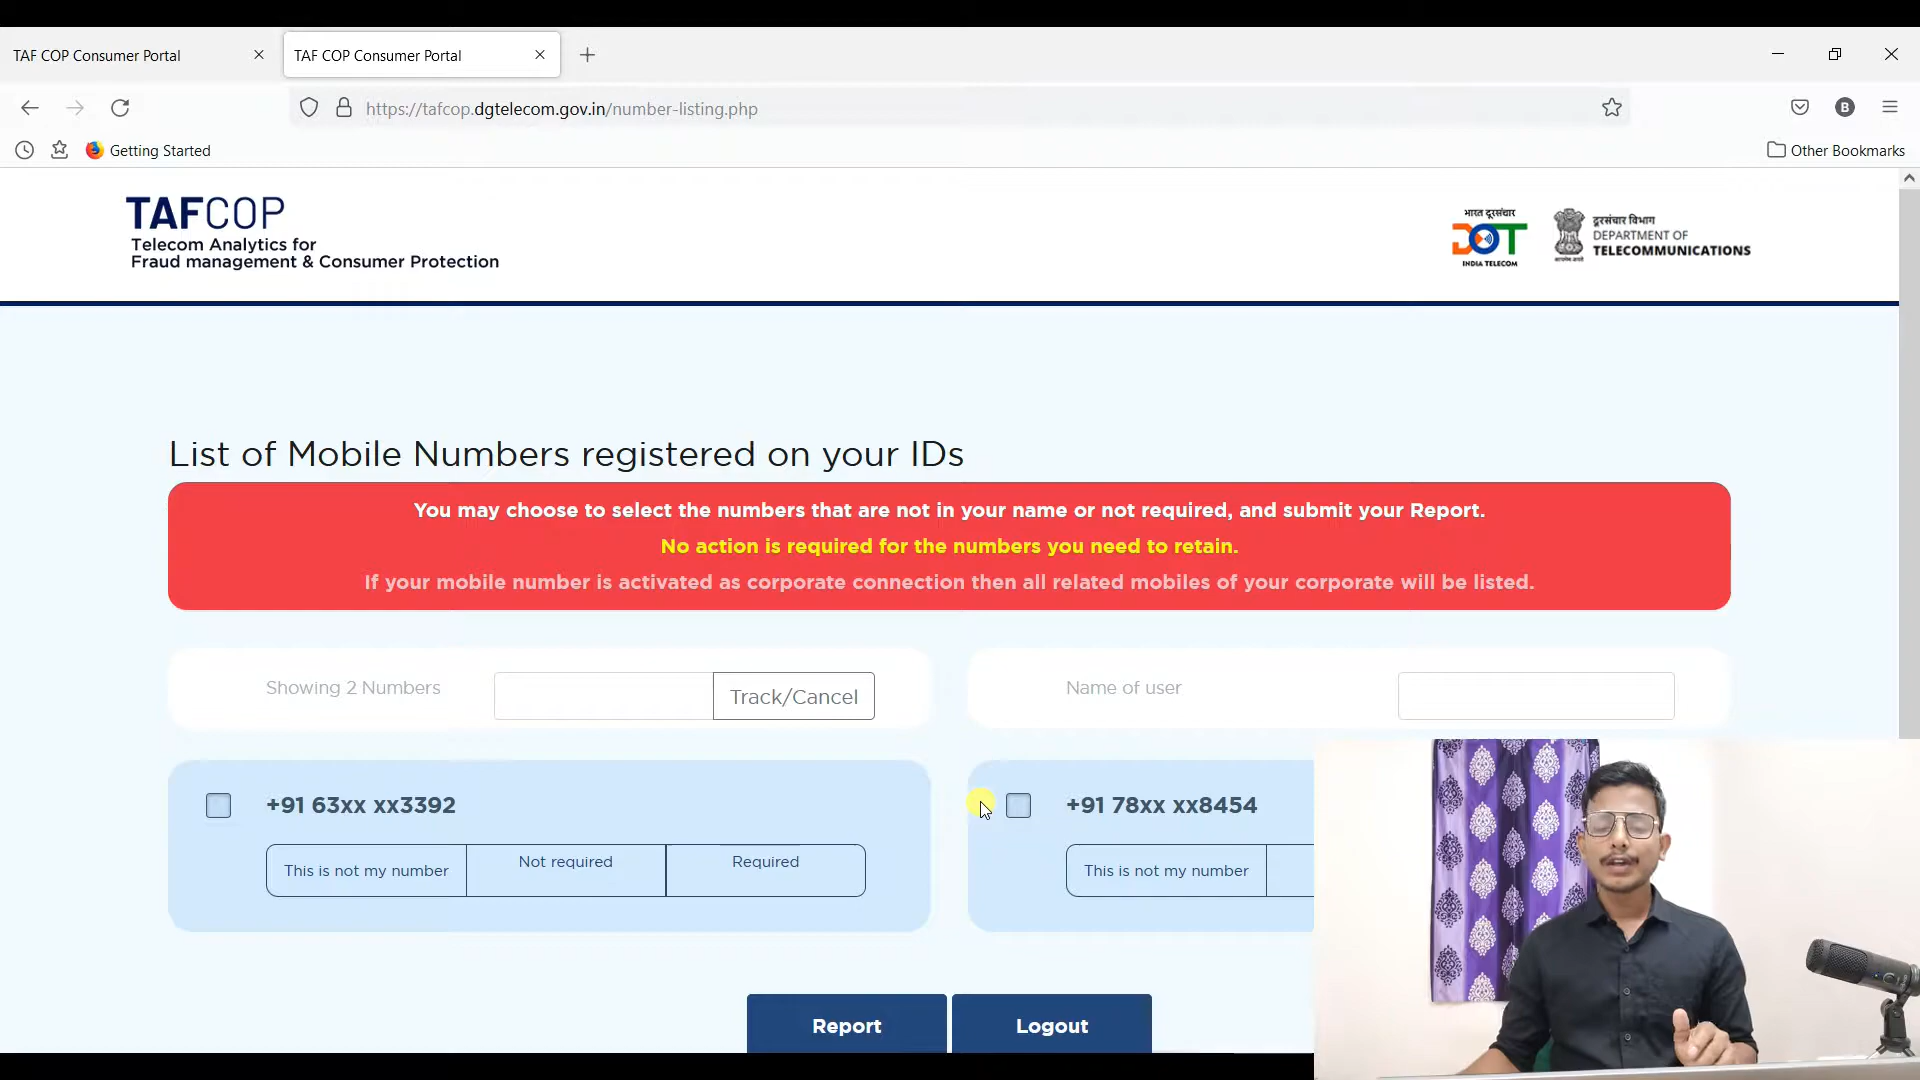 TAF COP Consumer Portal
TAF COP Consumer Portal
https://tafcop.dgtelecom.gov.in/number-listing.php
B
Getting Started
Other Bookmarks
TAFCOP
Telecom Analytics for
Fraud management & Consumer Protection
भारत दूरसंचार
DOT
INDIA TELECOM
दूरसंचार विभाग
DEPARTMENT OF
TELECOMMUNICATIONS
List of Mobile Numbers registered on your IDs
You may choose to select the numbers that are not in your name or not required, and submit your Report.
No action is required for the numbers you need to retain.
If your mobile number is activated as corporate connection then all related mobiles of your corporate will be listed.
Showing 2 Numbers
Track/Cancel
Name of user
+91 63xx xx3392
This is not my number
Not required
Required
+91 78xx xx8454
This is not my number
Report
Logout